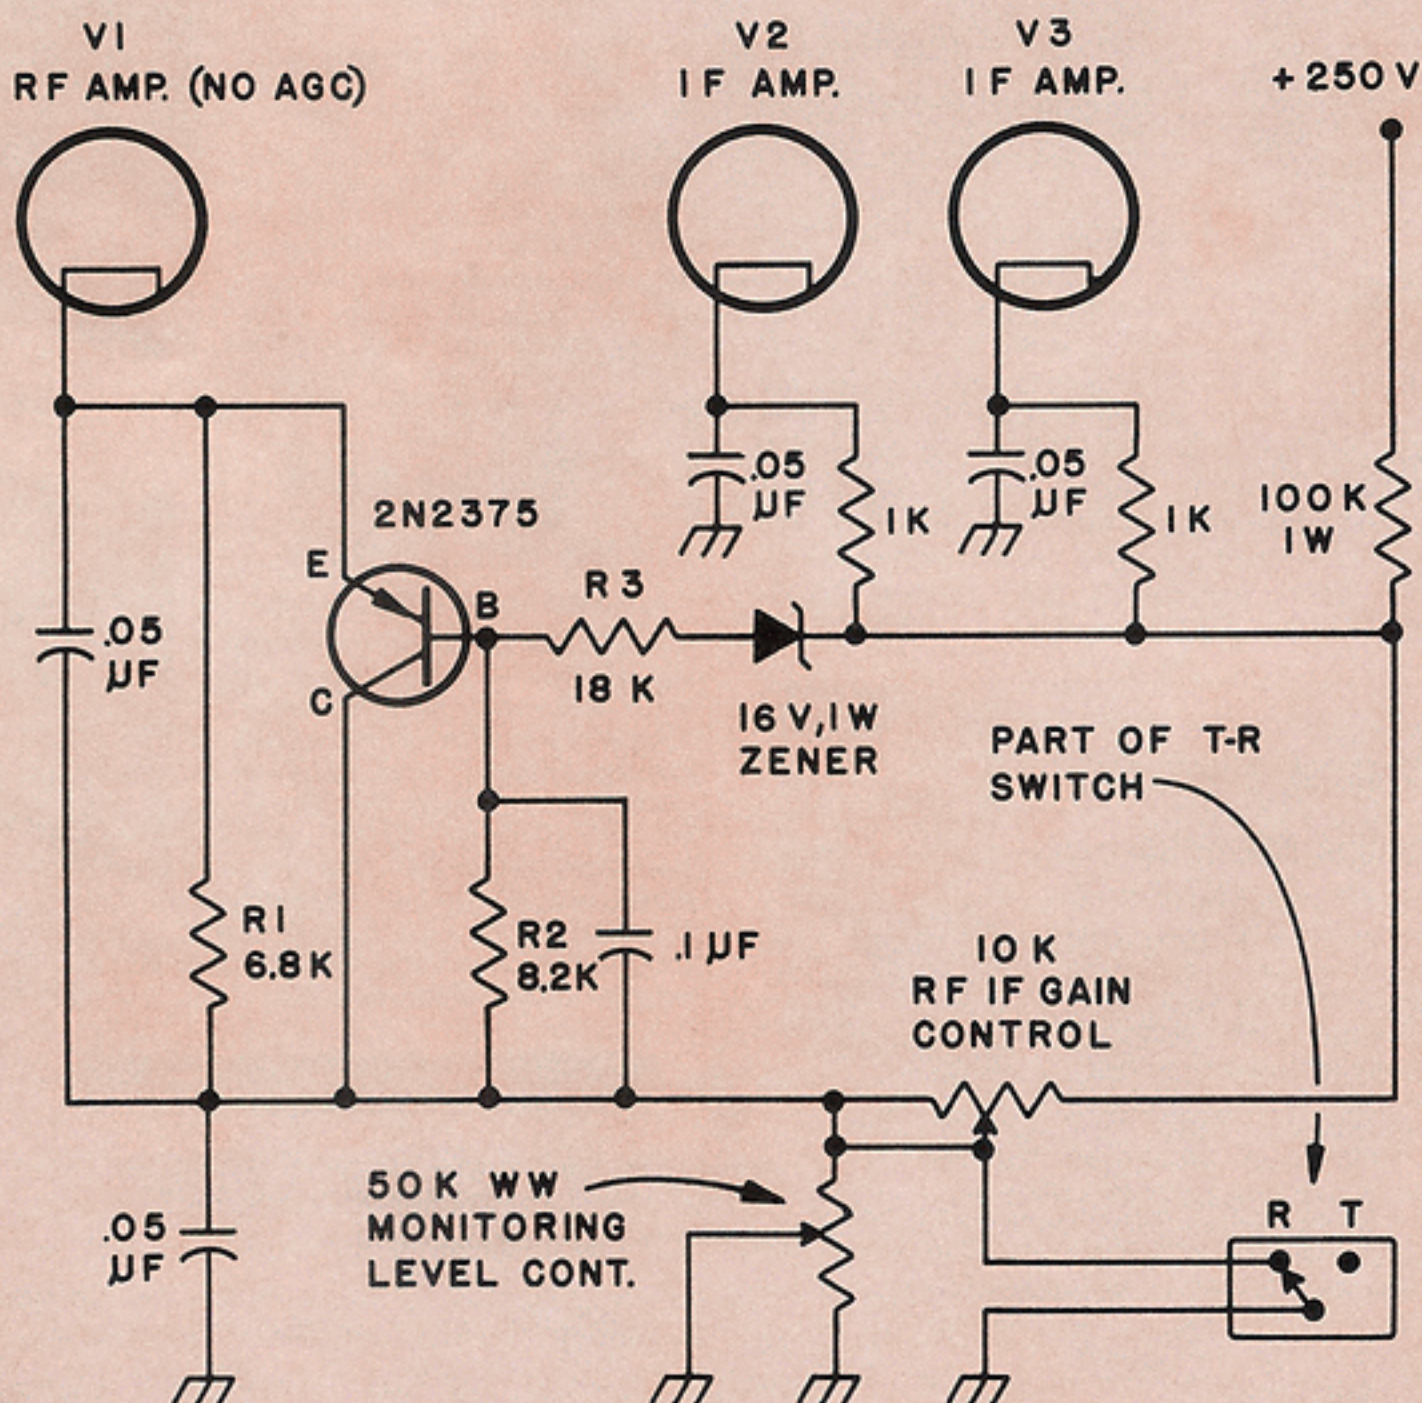 V1
RF AMP. (NO AGC)
V2
IF AMP.
V3
IF AMP.
+250V
2N2375
E
B
C
R3
18 K
.05
µF
.05
µF
1K
.05
µF
1K
100K
1W
16V,1W
ZENER
PART OF T-R
SWITCH
R1
6.8K
R2
8.2K
.1 µF
10 K
RF IF GAIN
CONTROL
50K WW
MONITORING
LEVEL CONT.
.05
µF
R T